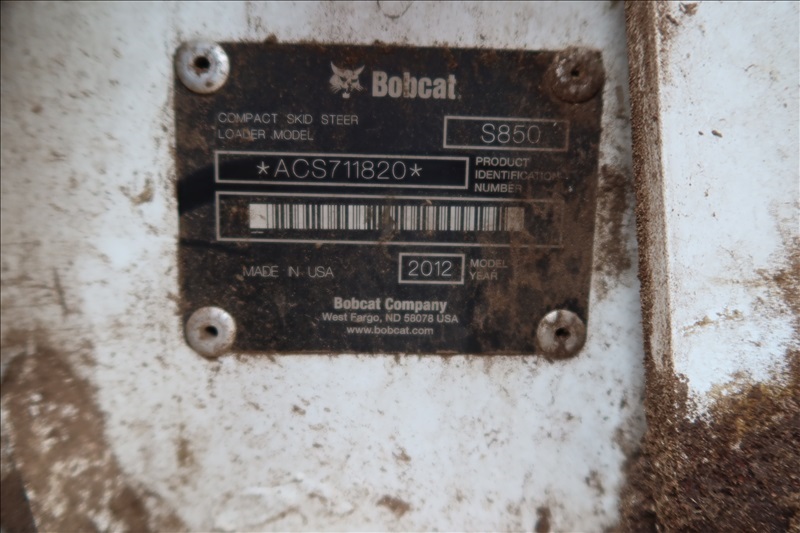 Bobcat.
COMPACT SKID STEER
LOADER MODEL
S850
*ACS711820*
PRODUCT
IDENTIFICATION
NUMBER
MADE IN USA
2012
MODEL
YEAR
Bobcat Company
West Fargo, ND 58078 USA
www.bobcat.com